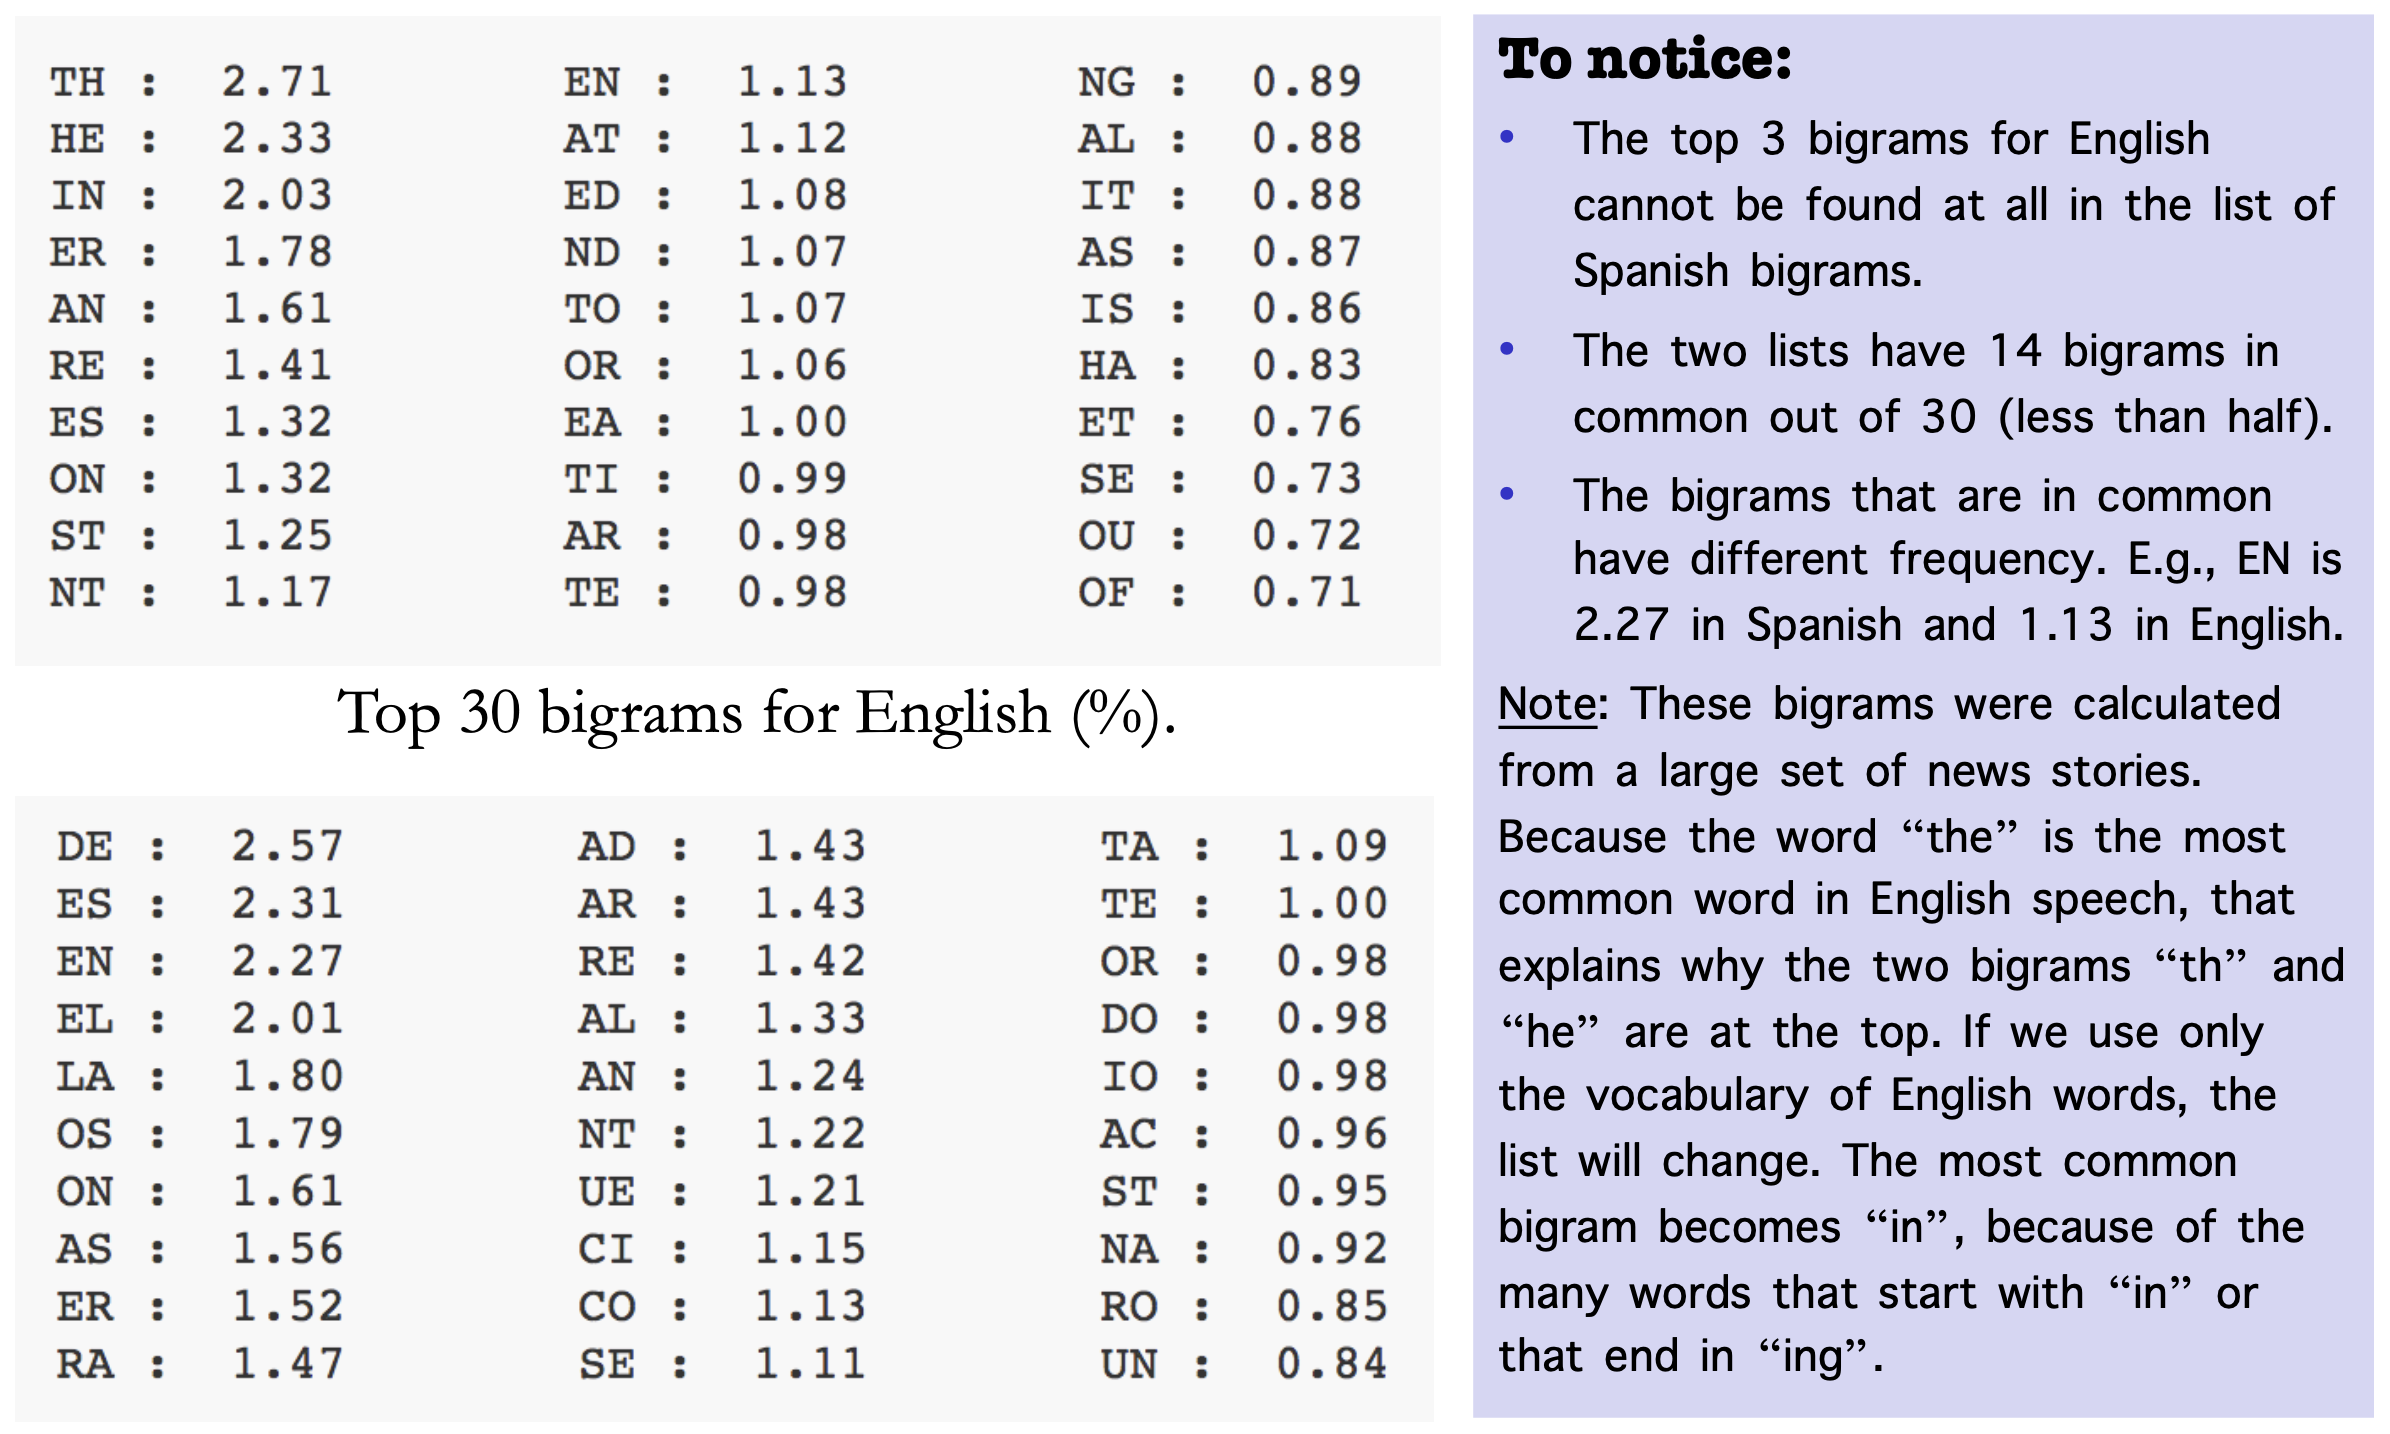 TH : 2.71 EN : 1.13 NG : 0.89
HE : 2.33 AT : 1.12 AL : 0.88
IN : 2.03 ED : 1.08 IT : 0.88
ER : 1.78 ND : 1.07 AS : 0.87
AN : 1.61 TO : 1.07 IS : 0.86
RE : 1.41 OR : 1.06 HA : 0.83
ES : 1.32 EA : 1.00 ET : 0.76
ON : 1.32 TI : 0.99 SE : 0.73
ST : 1.25 AR : 0.98 OU : 0.72
NT : 1.17 TE : 0.98 OF : 0.71
Top 30 bigrams for English (%).
DE : 2.57 AD : 1.43 TA : 1.09
ES : 2.31 AR : 1.43 TE : 1.00
EN : 2.27 RE : 1.42 OR : 0.98
EL : 2.01 AL : 1.33 DO : 0.98
LA : 1.80 AN : 1.24 IO : 0.98
OS : 1.79 NT : 1.22 AC : 0.96
ON : 1.61 UE : 1.21 ST : 0.95
AS : 1.56 CI : 1.15 NA : 0.92
ER : 1.52 CO : 1.13 RO : 0.85
RA : 1.47 SE : 1.11 UN : 0.84
To notice:
• The top 3 bigrams for English
cannot be found at all in the list of
Spanish bigrams.
• The two lists have 14 bigrams in
common out of 30 (less than half).
• The bigrams that are in common
have different frequency. E.g., EN is
2.27 in Spanish and 1.13 in English.
Note: These bigrams were calculated
from a large set of news stories.
Because the word “the” is the most
common word in English speech, that
explains why the two bigrams “th” and
“he” are at the top. If we use only
the vocabulary of English words, the
list will change. The most common
bigram becomes “in”, because of the
many words that start with “in” or
that end in “ing”.